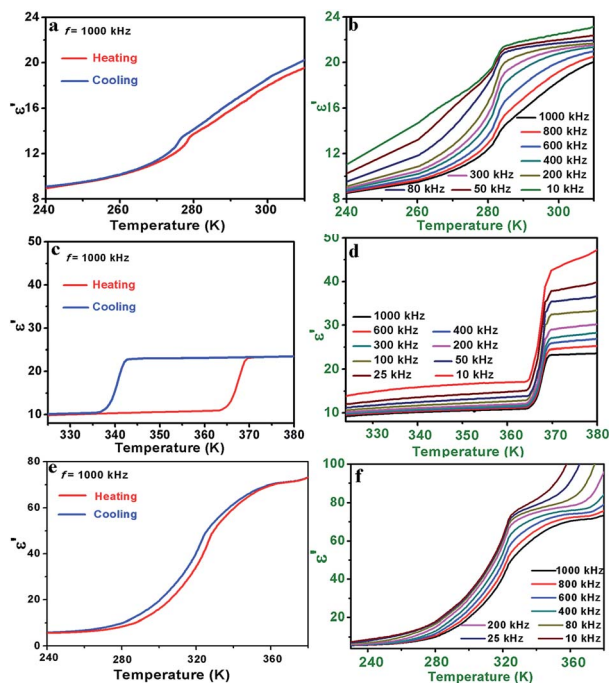 a
f = 1000 kHz
Heating
Cooling
ε'
24
20
16
12
8
240 260 280 300
Temperature (K)
b
ε'
24
20
16
12
8
1000 kHz
800 kHz
600 kHz
400 kHz
300 kHz 200 kHz
80 kHz 50 kHz 10 kHz
240 250 260 270 280 290 300 310
Temperature (K)
c
f = 1000 kHz
Heating
Cooling
ε'
50
40
30
20
10
330 340 350 360 370 380
Temperature (K)
d
ε'
50
40
30
20
10
1000 kHz
600 kHz 400 kHz
300 kHz 200 kHz
100 kHz 50 kHz
25 kHz 10 kHz
330 340 350 360 370 380
Temperature (K)
e
f = 1000 kHz
Heating
Cooling
ε'
80
60
40
20
0
240 280 320 360
Temperature (K)
f
ε'
100
80
60
40
20
1000 kHz
800 kHz
600 kHz
400 kHz
200 kHz 80 kHz
25 kHz 10 kHz
240 280 320 360
Temperature (K)